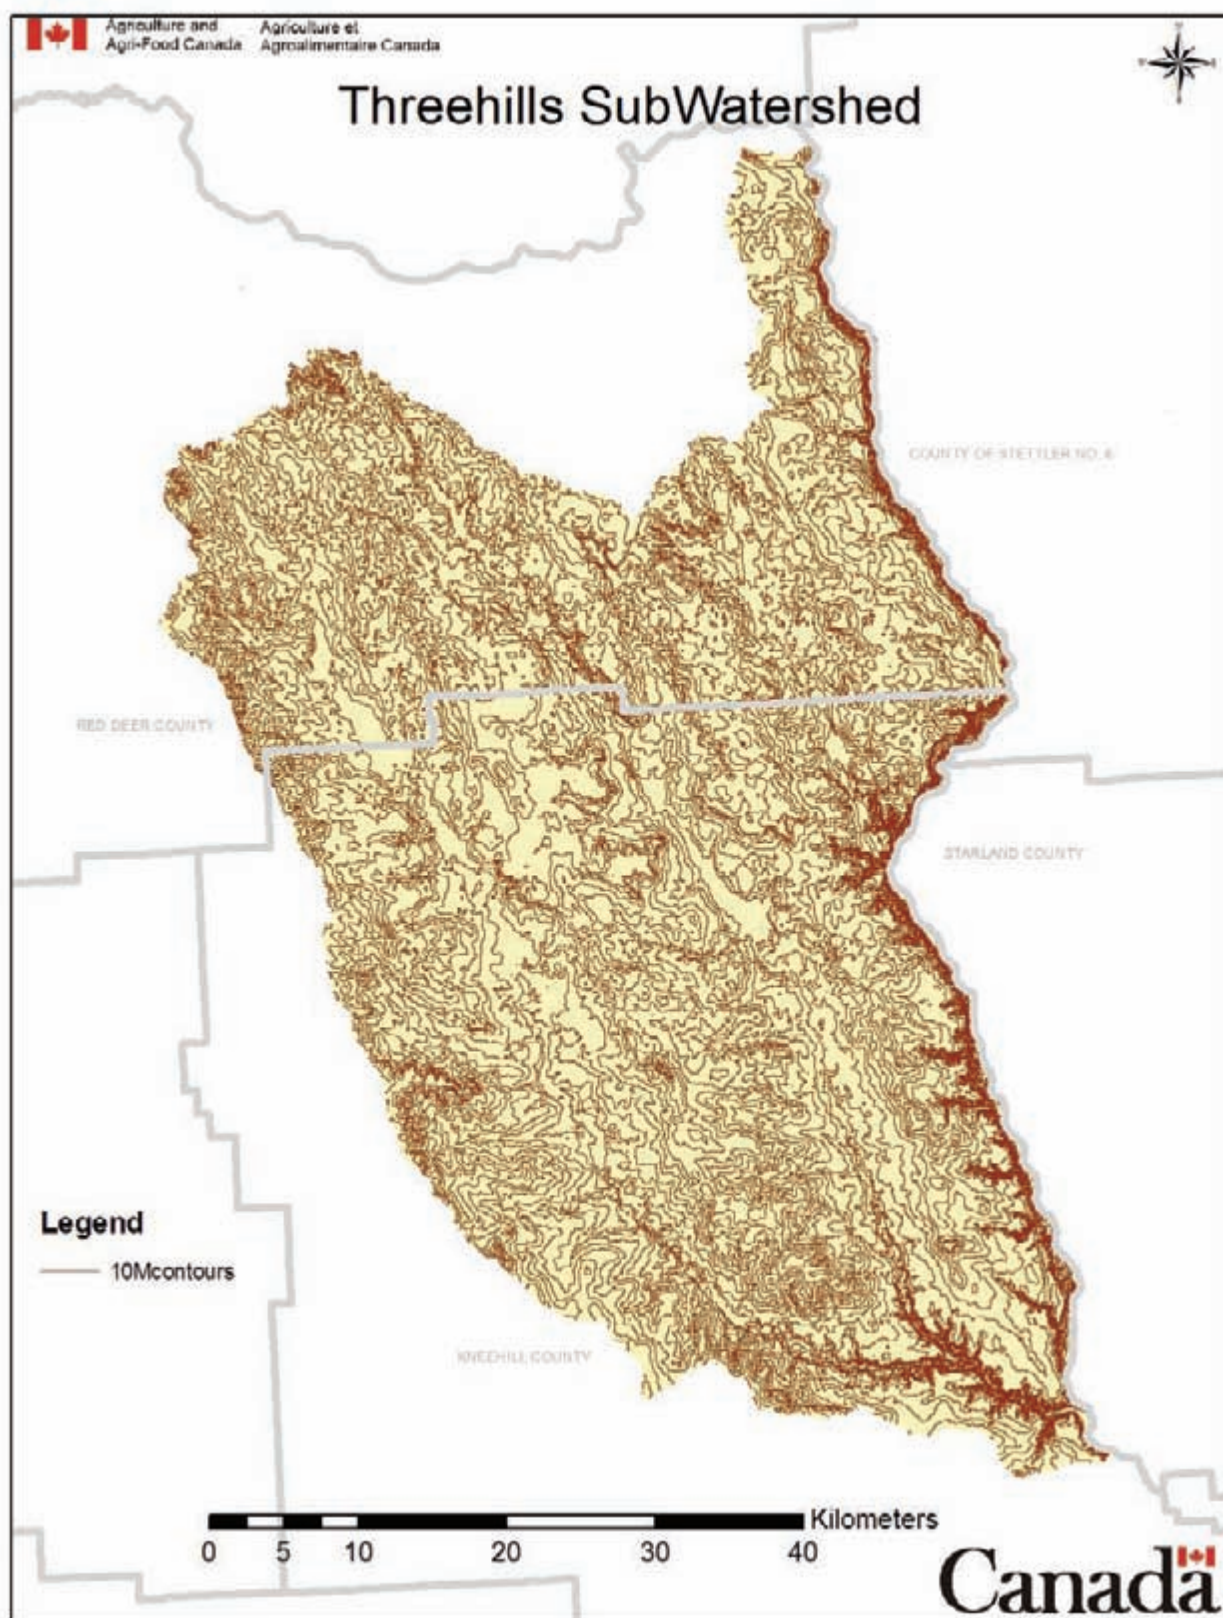 Agriculture and Agriculture et
Agri-Food Canada Agroalimentaire Canada
Threehills SubWatershed
COUNTY OF STETTLER NO. 6
RED DEER COUNTY
STARLAND COUNTY
Legend
10Mcontours
KNEEHILL COUNTY
Kilometers
0 5 10 20 30 40
Canada